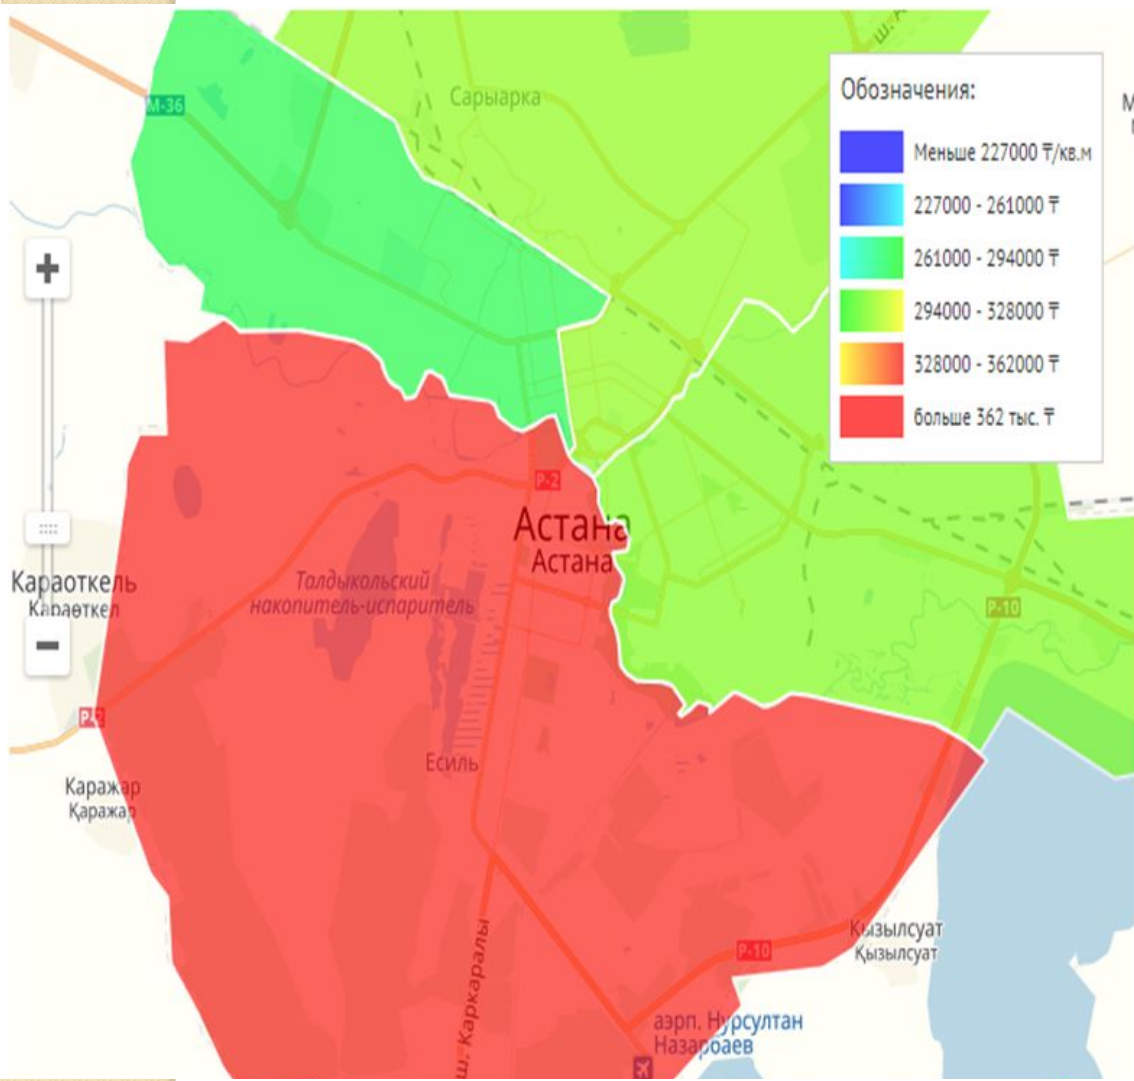 ш. А
М-36
Сарыарка
Обозначения:
Меньше 227000 ₸/кв.м
227000 - 261000 ₸
261000 - 294000 ₸
294000 - 328000 ₸
328000 - 362000 ₸
больше 362 тыс. ₸
Р-2
Астана
Астана
Караоткель
Караөткел
Талдыкольский
накопитель-испаритель
Р-10
Р-2
Есиль
Каражар
Қаражар
ш. Каркаралы
Кызылсуат
Қызылсуат
Р-10
аэрп. Нурсултан
Назарбаев